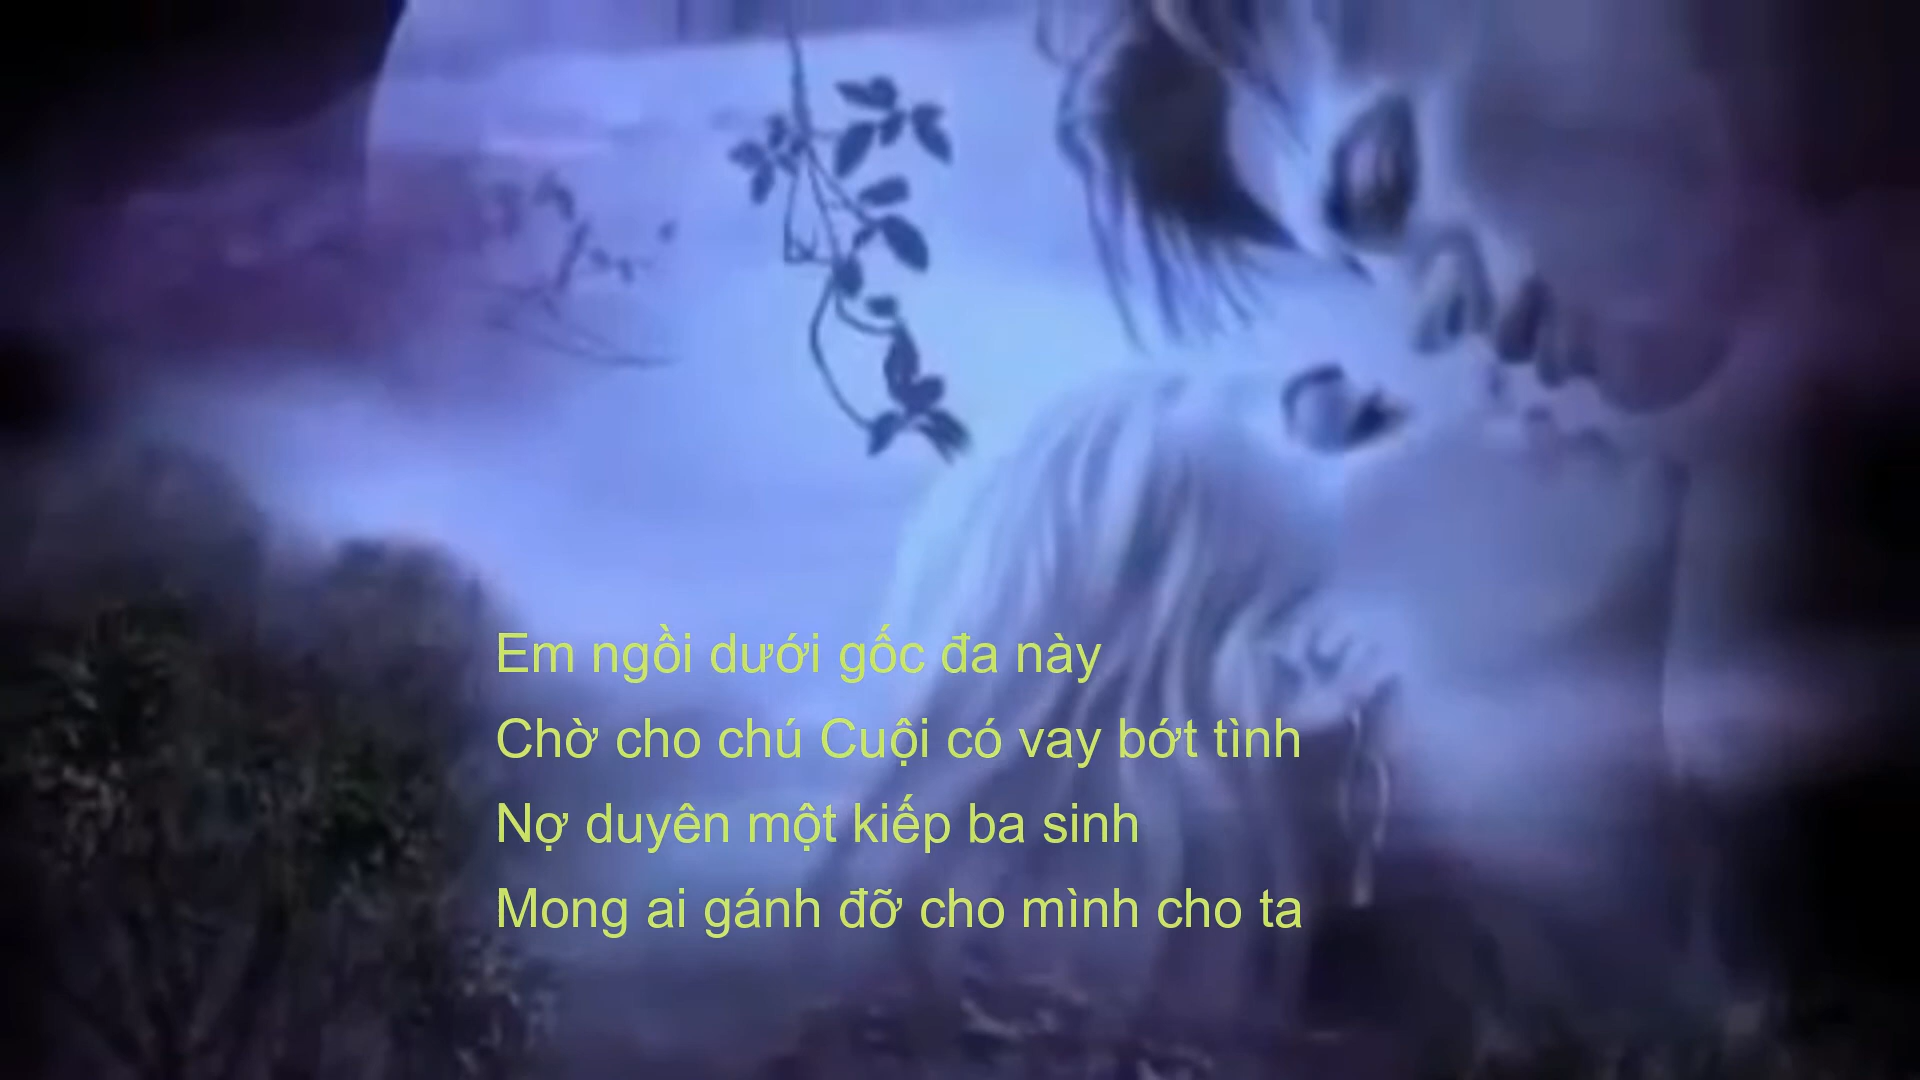 Em ngồi dưới gốc đa này
Chờ cho chú Cuội có vay bớt tình
Nợ duyên một kiếp ba sinh
Mong ai gánh đỡ cho mình cho ta